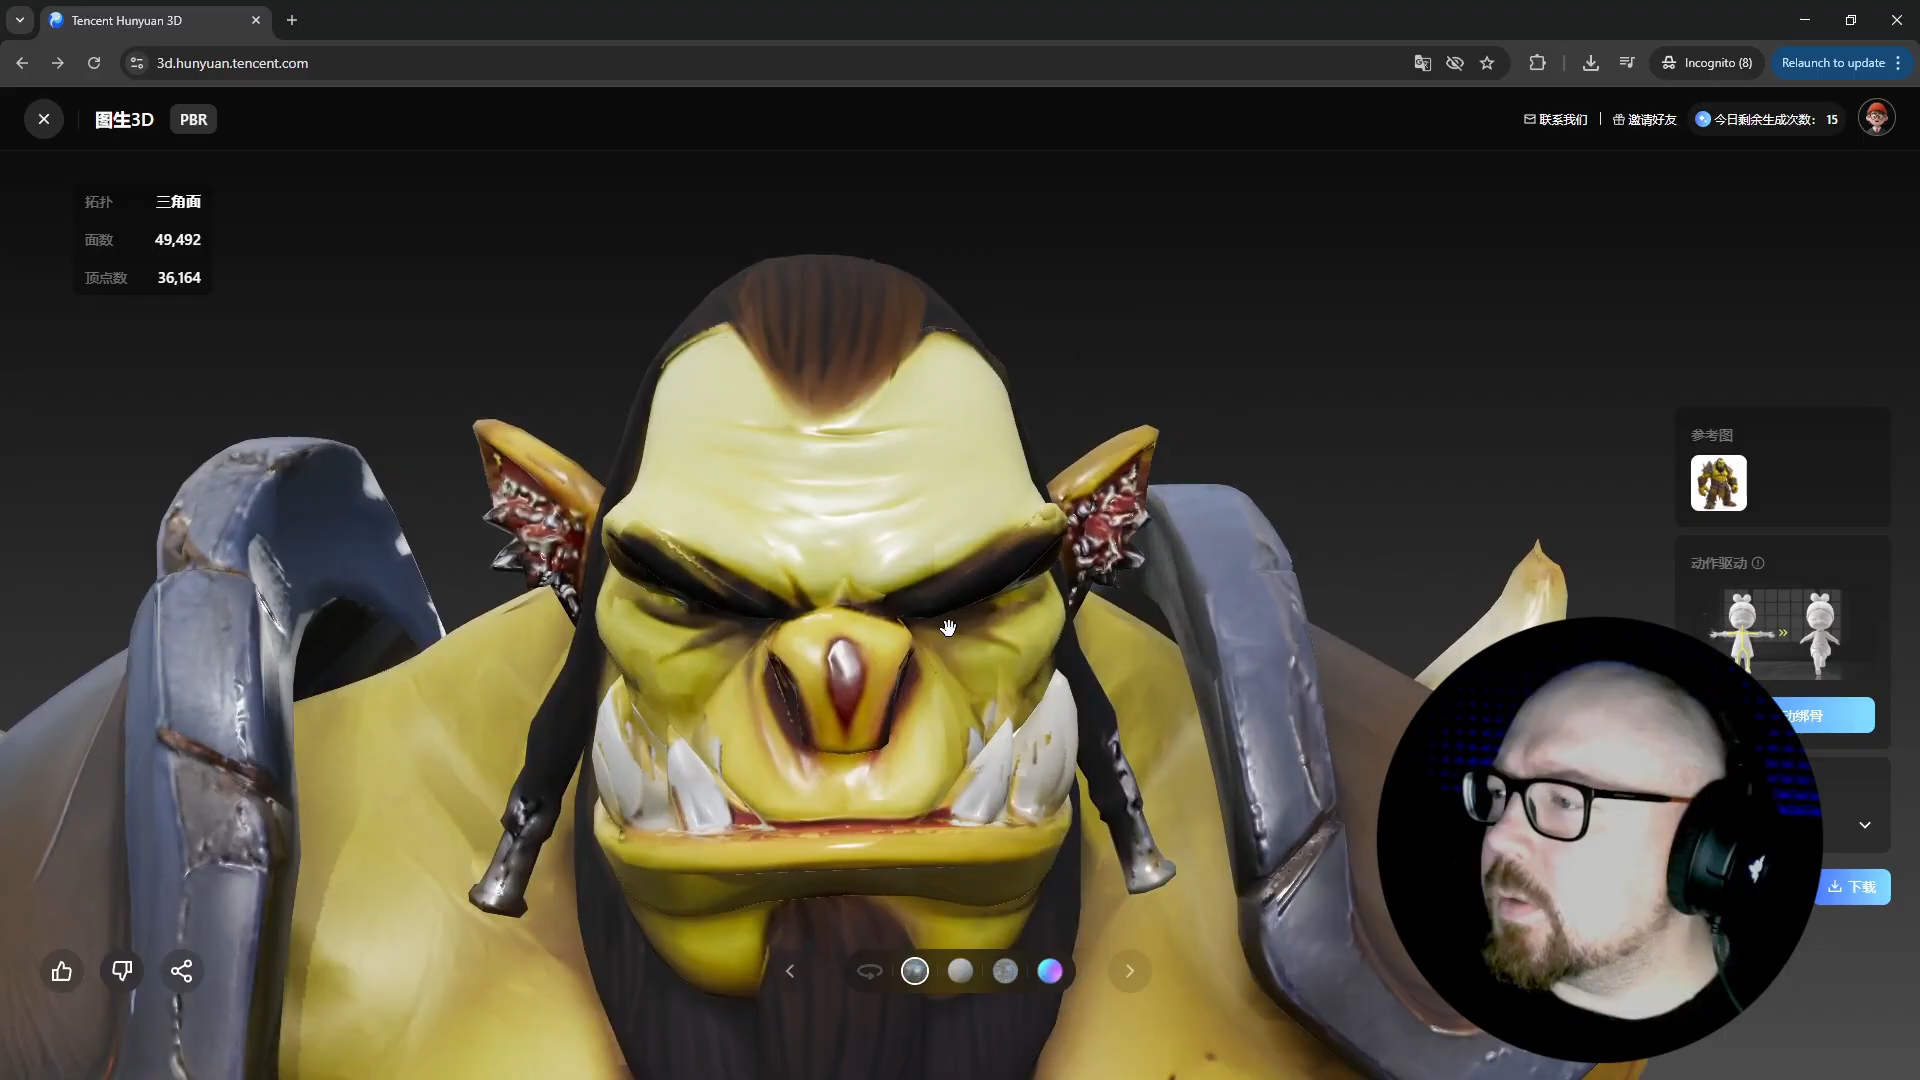 Tencent Hunyuan 3D
3d.hunyuan.tencent.com
Incognito (8)
Relaunch to update
图生3D
PBR
联系我们
邀请好友
今日剩余生成次数: 15
拓扑 三角面
面数 49,492
顶点数 36,164
参考图
动作驱动
动绑骨
下载